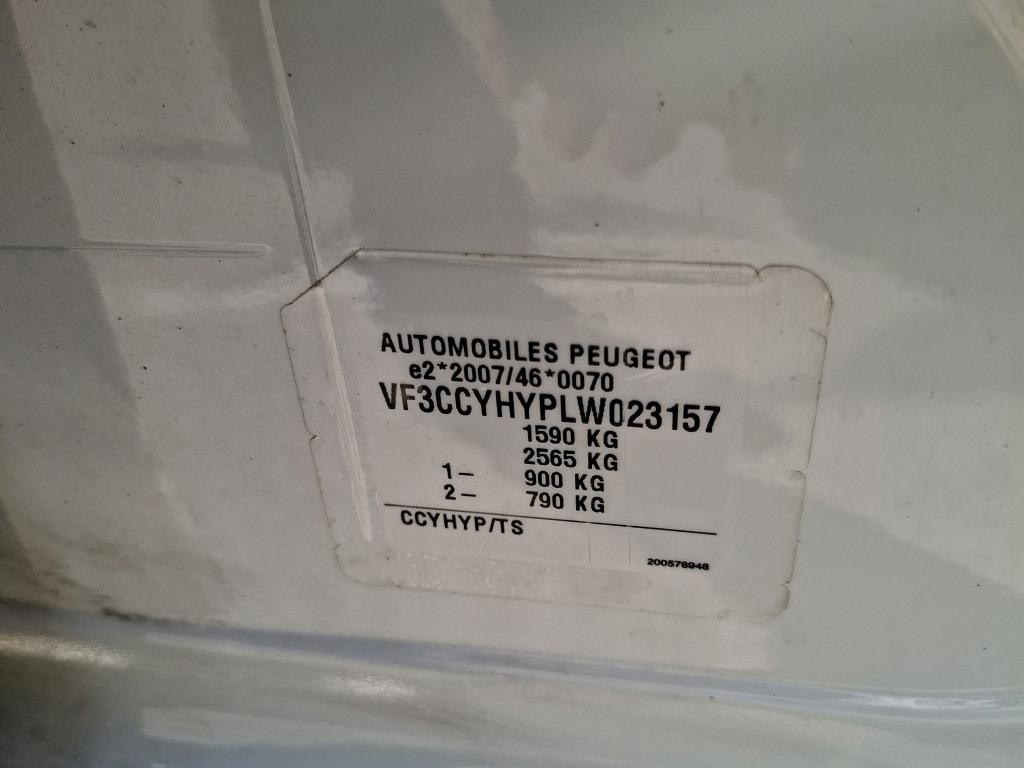 AUTOMOBILES PEUGEOT
e2*2007/46*0070
VF3CCYHYPLW023157
1590 KG
2565 KG
1- 900 KG
2- 790 KG
CCYHYP/TS
200578948